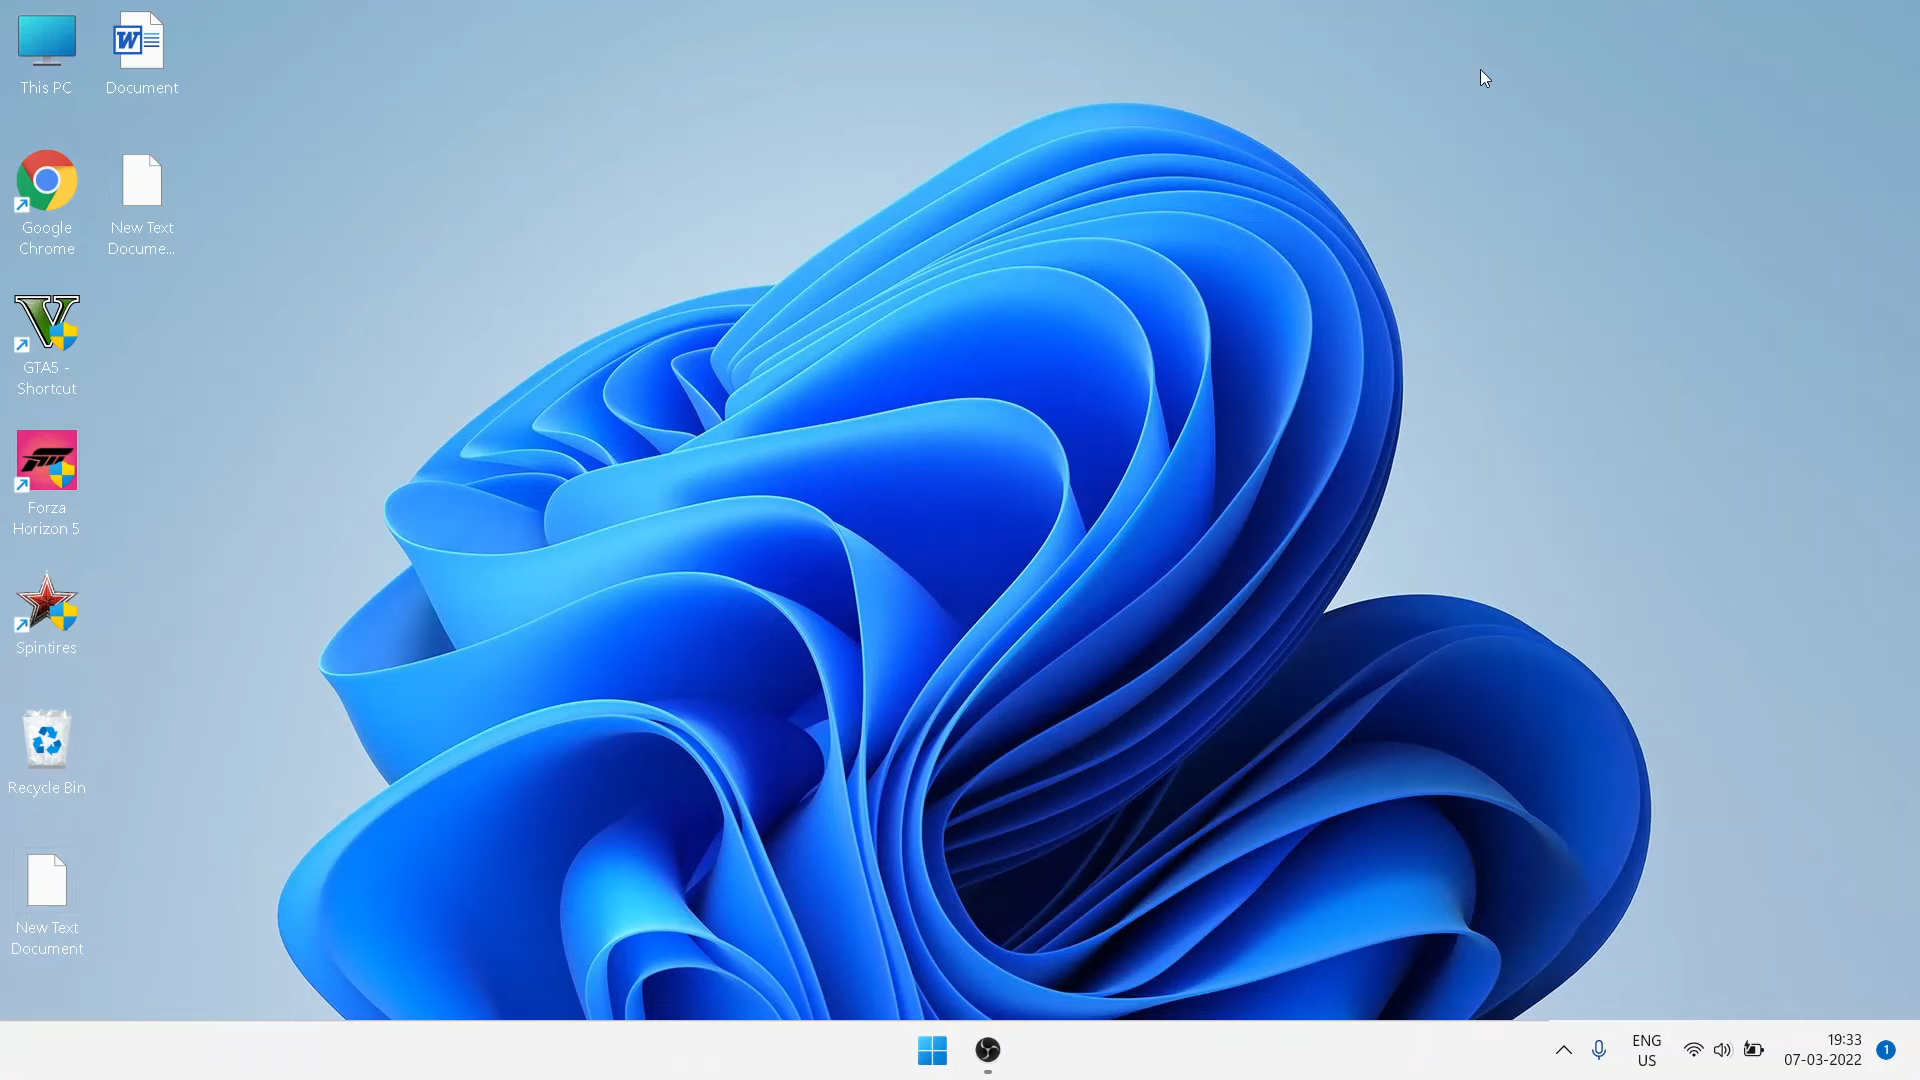 This PC
Document
Google
Chrome
New Text
Docume...
GTA5 -
Shortcut
Forza
Horizon 5
Spintires
Recycle Bin
New Text
Document
ENG
US
19:33
07-03-2022
1